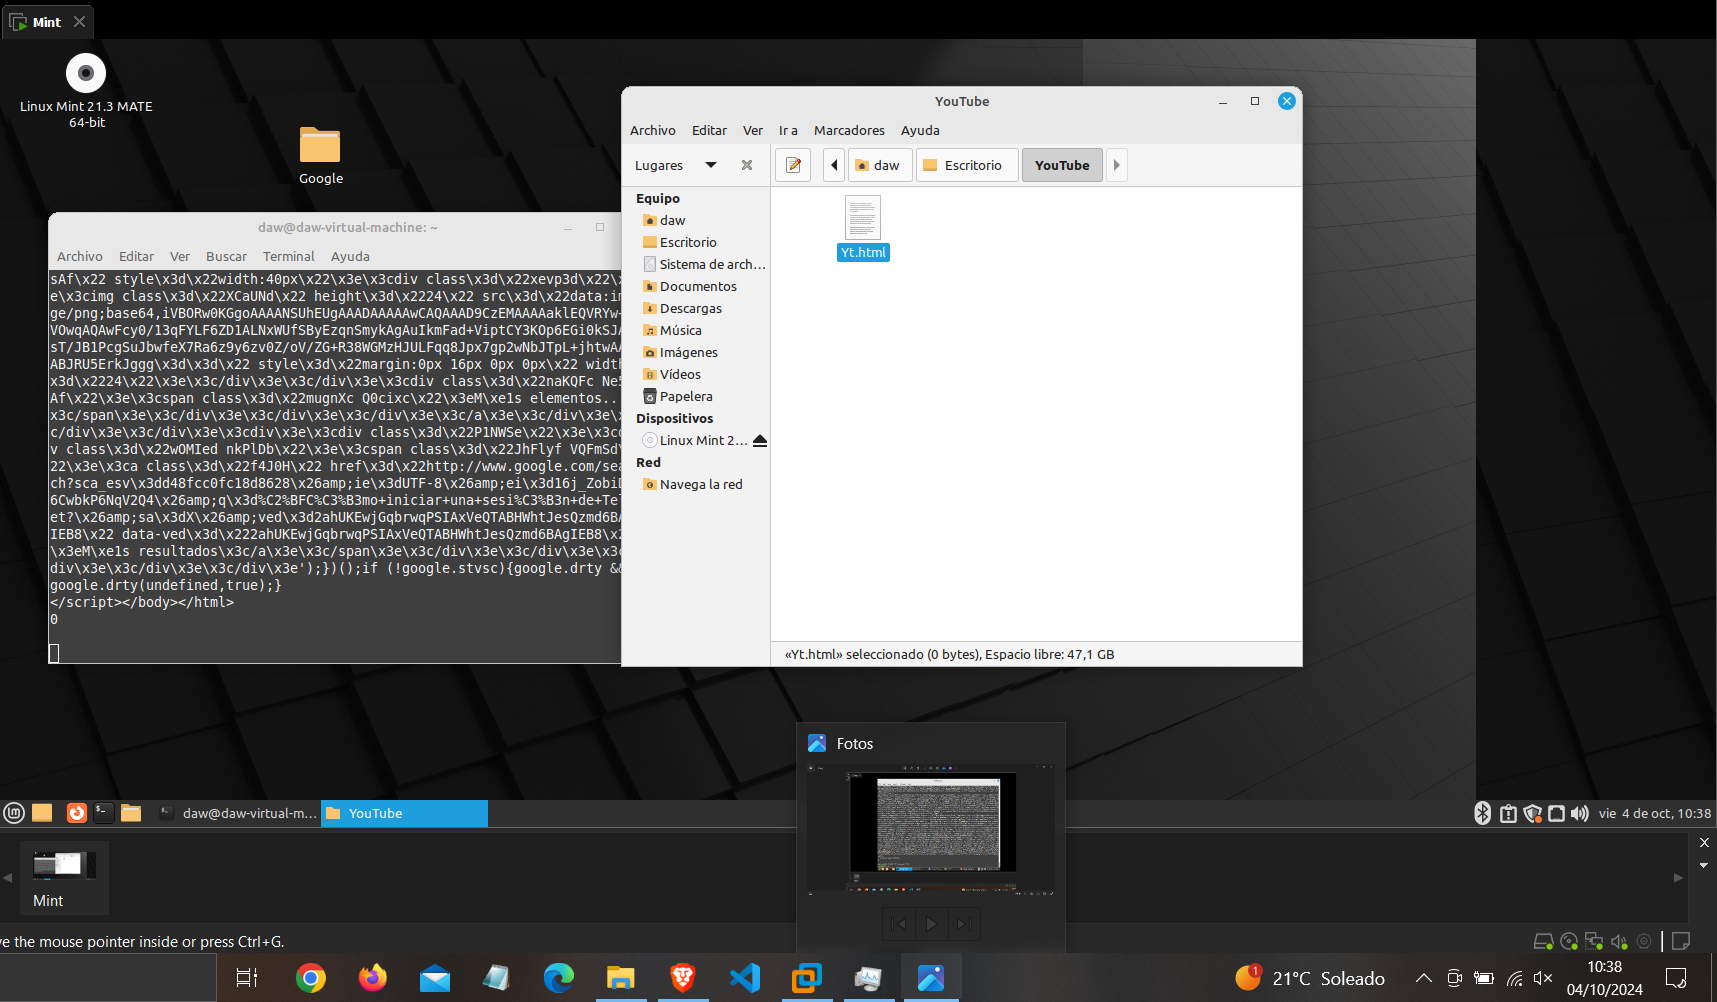 Mint
Linux Mint 21.3 MATE
64-bit
Google
daw@daw-virtual-machine: ~
Archivo Editar Ver Buscar Terminal Ayuda
sAf\x22 style\x3d\x22width:40px\x22\x3e\x3cdiv class\x3d\x22xevp3d\x22\x
e\x3cimg class\x3d\x22XCaUNd\x22 height\x3d\x2224\x22 src\x3d\x22data:im
ge/png;base64,iVBORw0KGgoAAAANSUhEUgAAADAAAAAwCAQAAAD9CzEMAAAAaklEQVRYw
VOwqAQAwFcy0/13qFYLF6ZD1ALNxWUfSByEzqnSmykAgAuIkmFad+ViptCY3KOp6EGi0kSJ
sT/JB1PcgSuJbwfeX7Ra6z9y6zv0Z/oV/ZG+R38WGMzHJULFqq8Jpx7gp2wNbJTpL+jhtwA
ABJRU5ErkJggg\x3d\x3d\x22 style\x3d\x22margin:0px 16px 0px 0px\x22 width
x3d\x2224\x22\x3e\x3c/div\x3e\x3c/div\x3e\x3cdiv class\x3d\x22naKQFc Ne5
Af\x22\x3e\x3cspan class\x3d\x22mugnXc Q0cixc\x22\x3eM\xe1s elementos..
x3c/span\x3e\x3c/div\x3e\x3c/div\x3e\x3c/div\x3e\x3c/a\x3e\x3c/div\x3e\x
c/div\x3e\x3c/div\x3e\x3cdiv\x3e\x3cdiv class\x3d\x22P1NWSe\x22\x3e\x3c
v class\x3d\x22wOMIed nkPlDb\x22\x3e\x3cspan class\x3d\x22JhFlyf VQFmSd\
22\x3e\x3ca class\x3d\x22f4J0H\x22 href\x3d\x22http://www.google.com/sea
ch?sca_esv\x3dd48fcc0fc18d8628\x26amp;ie\x3dUTF-8\x26amp;ei\x3d16j_Zobi
6CwbkP6NqV2Q4\x26amp;q\x3d%C2%BFC%C3%B3mo+iniciar+una+sesi%C3%B3n+de+Te
et?\x26amp;sa\x3dX\x26amp;ved\x3d2ahUKEwjGqbrwqPSIAxVeQTABHWhtJesQzmd6B
IEB8\x22 data-ved\x3d\x222ahUKEwjGqbrwqPSIAxVeQTABHWhtJesQzmd6BAgIEB8\x2
\x3eM\xe1s resultados\x3c/a\x3e\x3c/span\x3e\x3c/div\x3e\x3c/div\x3e\x3c
div\x3e\x3c/div\x3e\x3c/div\x3e');})();if (!google.stvsc){google.drty &&
google.drty(undefined,true);}
</script></body></html>
0
YouTube
Archivo Editar Ver Ir a Marcadores Ayuda
Lugares daw Escritorio YouTube
Equipo
daw
Escritorio
Sistema de arch...
Documentos
Descargas
Música
Imágenes
Vídeos
Papelera
Dispositivos
Linux Mint 2...
Red
Navega la red
Yt.html
«Yt.html» seleccionado (0 bytes), Espacio libre: 47,1 GB
Fotos
daw@daw-virtual-m... YouTube
vie 4 de oct, 10:38
Mint
ve the mouse pointer inside or press Ctrl+G.
1
21°C Soleado
10:38
04/10/2024